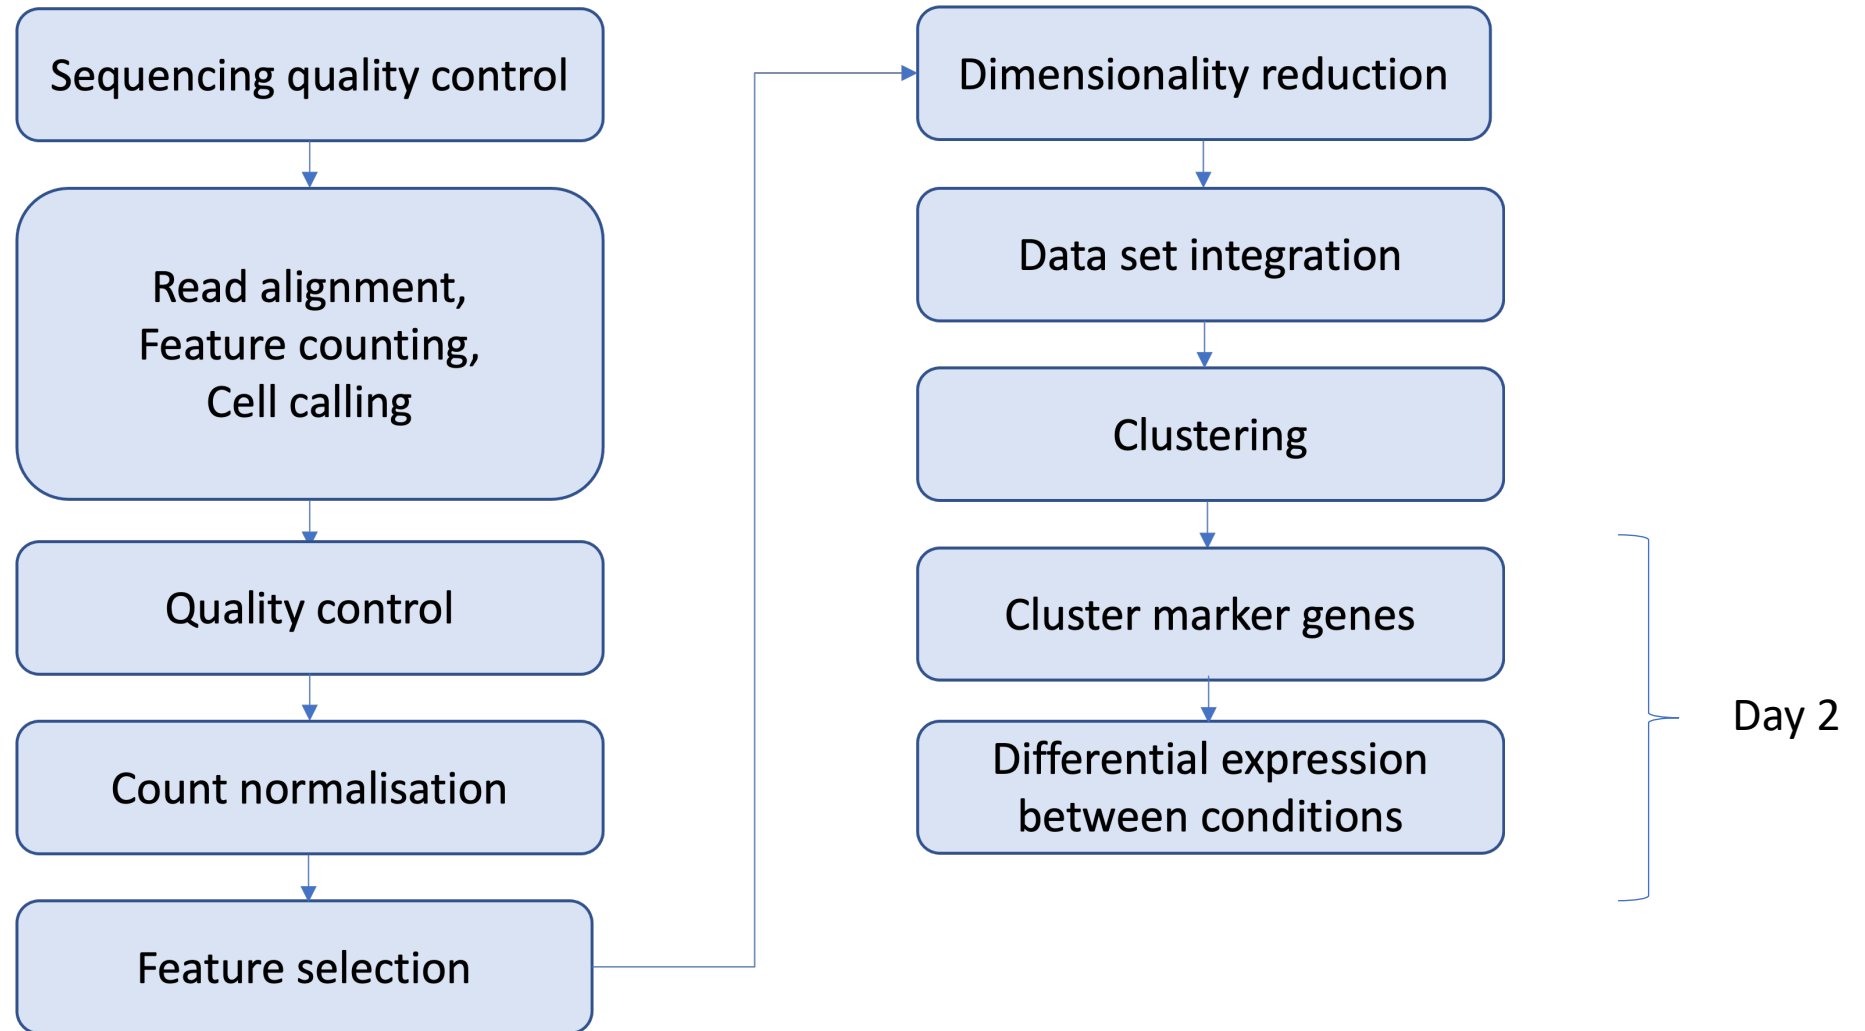 Sequencing quality control
Read alignment,
Feature counting,
Cell calling
Quality control
Count normalisation
Feature selection
Dimensionality reduction
Data set integration
Clustering
Cluster marker genes
Differential expression
between conditions
Day 2